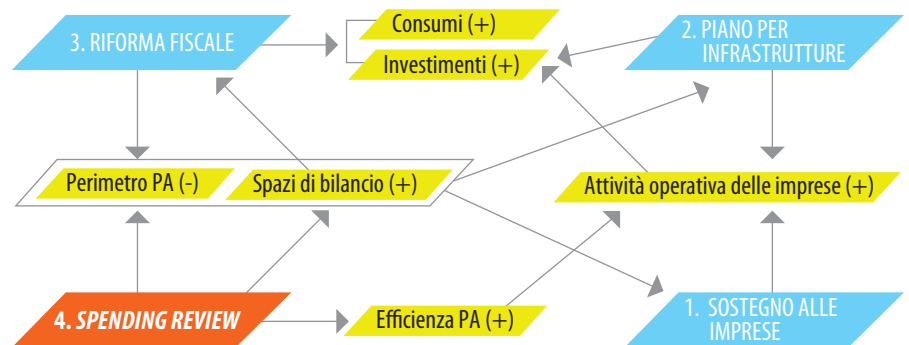 3. RIFORMA FISCALE
Consumi (+)
Investimenti (+)
2. PIANO PER
INFRASTRUTTURE
Perimetro PA (-)
Spazi di bilancio (+)
Attività operativa delle imprese (+)
4. SPENDING REVIEW
Efficienza PA (+)
1. SOSTEGNO ALLE
IMPRESE